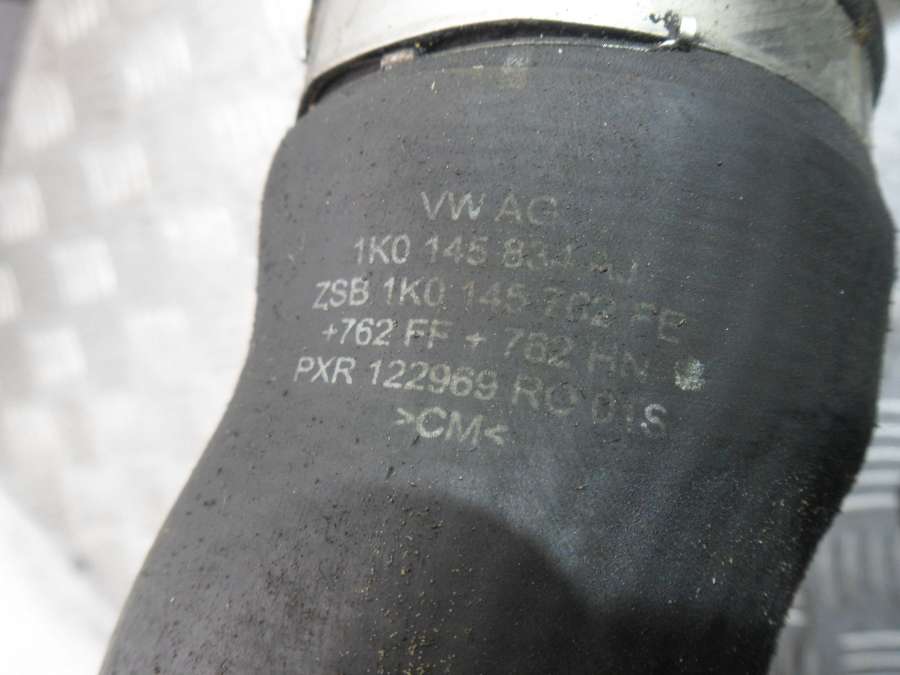 VW AG
1K0 145 834 AJ
ZSB 1K0 145 762 FE
+762 FF + 762 HN
PXR 122969 RO 01S
>CM<